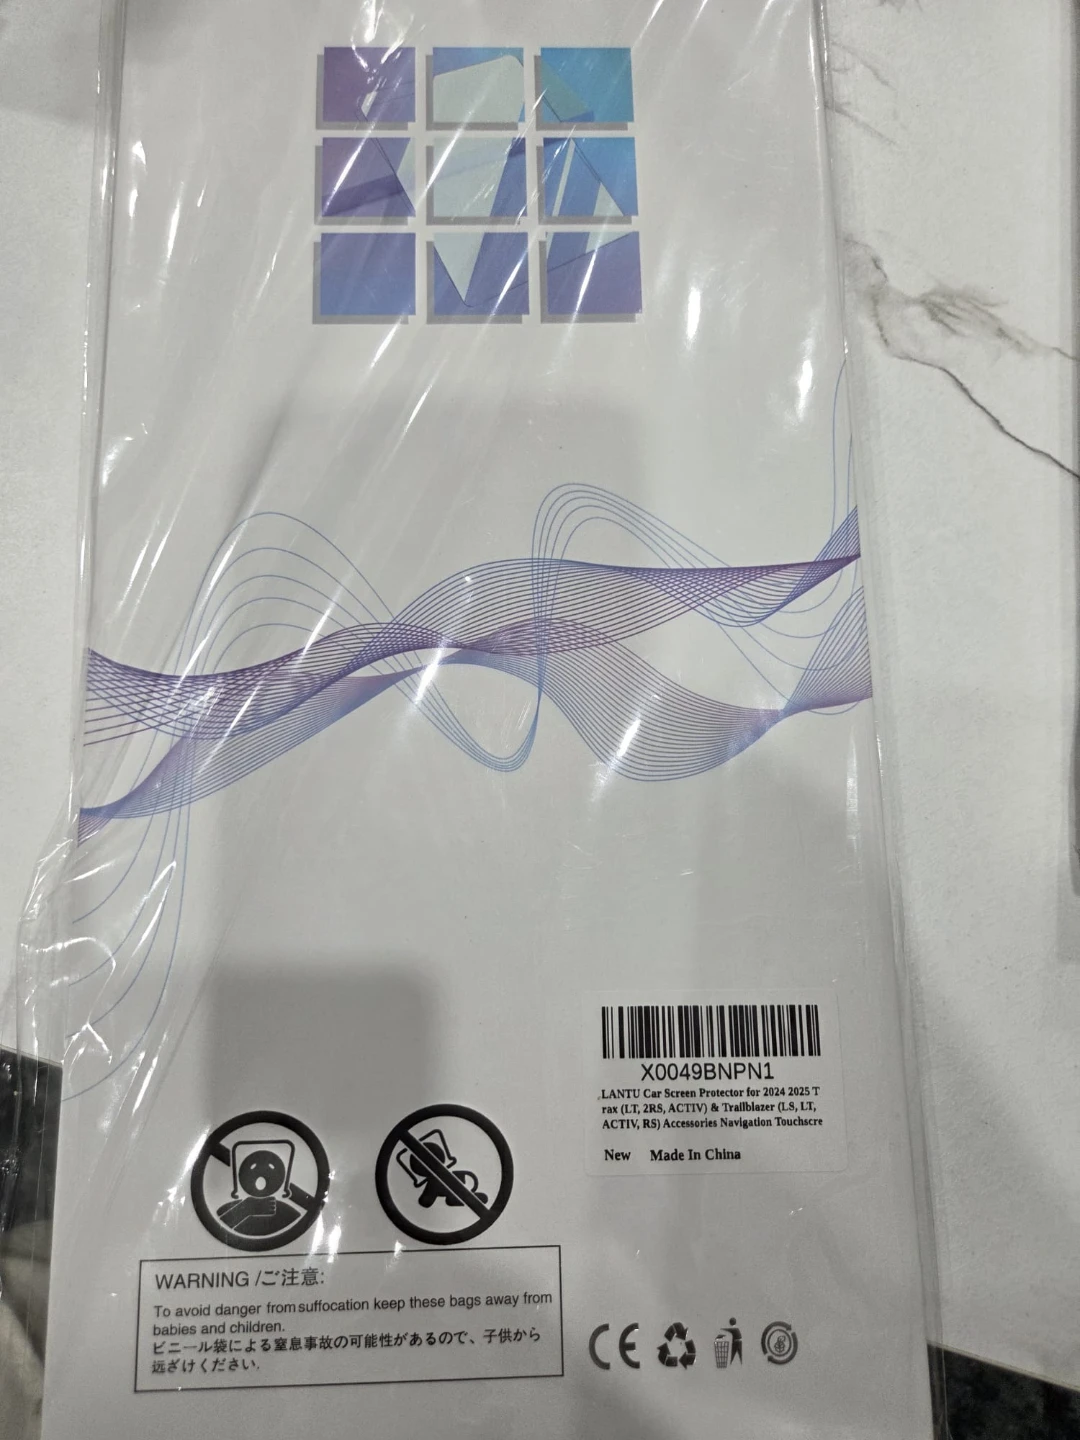 X0049BNPN1
LANTU Car Screen Protector for 2024 2025 T
rax (LT, 2RS, ACTIV) & Trailblazer (LS, LT,
ACTIV, RS) Accessories Navigation Touchscre
New Made In China
WARNING /ご注意:
To avoid danger from suffocation keep these bags away from
babies and children.
ビニール袋による窒息事故の可能性があるので、子供から
遠ざけください.
CE